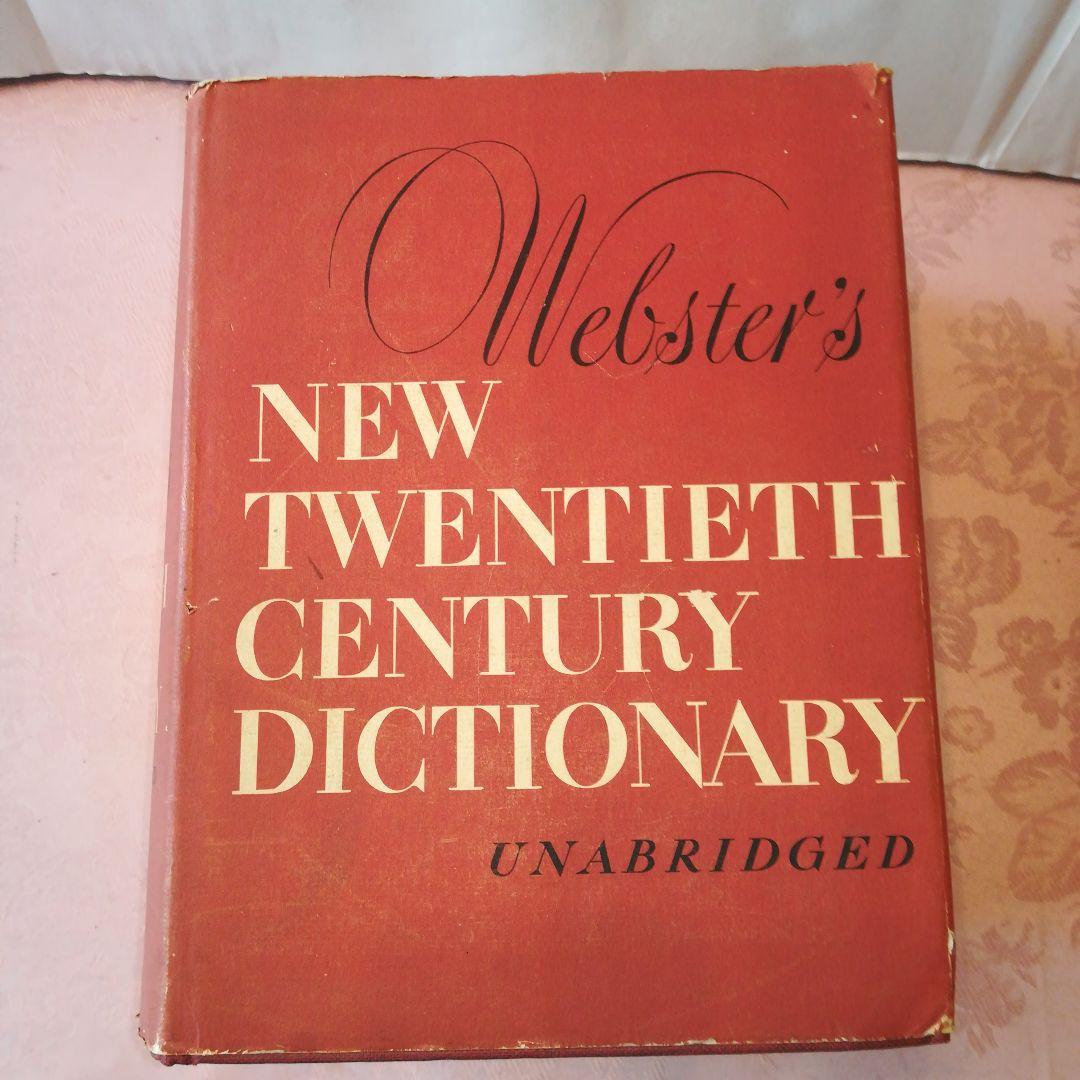 Webster's
NEW
TWENTIETH
CENTURY
DICTIONARY
UNABRIDGED